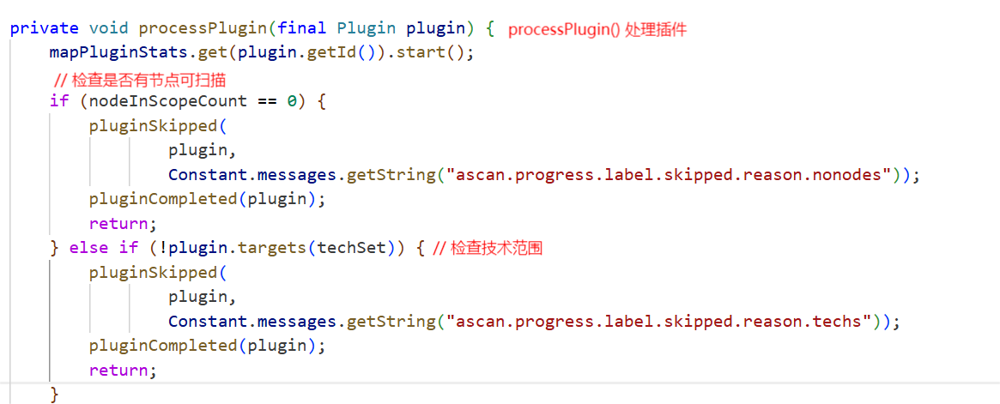 private void processPlugin(final Plugin plugin) { processPlugin() 处理插件
mapPluginStats.get(plugin.getId()).start();
// 检查是否有节点可扫描
if (nodeInScopeCount == 0) {
pluginSkipped(
plugin,
Constant.messages.getString("ascan.progress.label.skipped.reason.nonodes"));
pluginCompleted(plugin);
return;
} else if (!plugin.targets(techSet)) { // 检查技术范围
pluginSkipped(
plugin,
Constant.messages.getString("ascan.progress.label.skipped.reason.techs"));
pluginCompleted(plugin);
return;
}